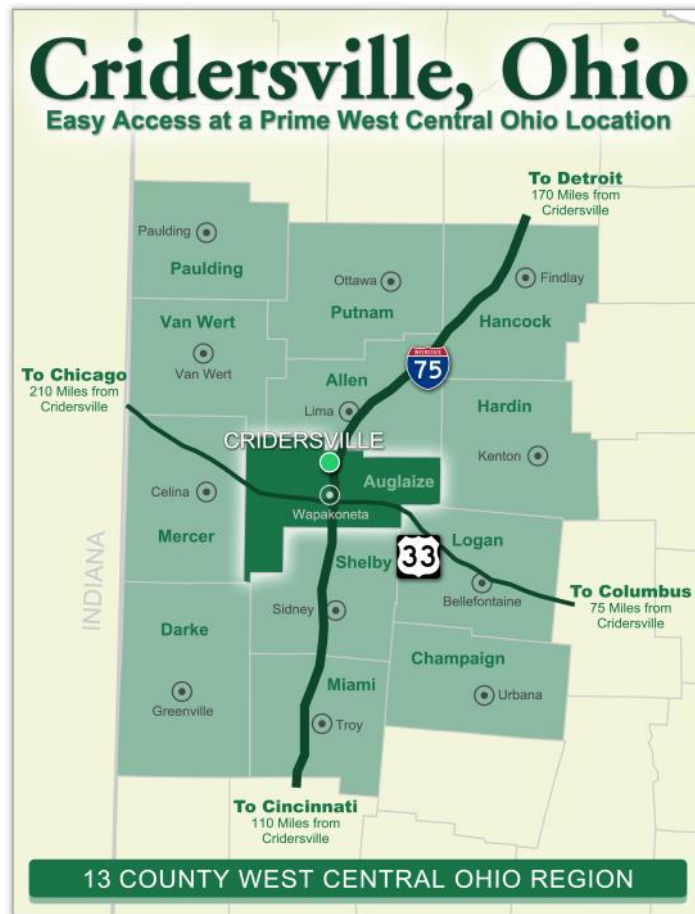 Cridersville, Ohio
Easy Access at a Prime West Central Ohio Location
To Detroit
170 Miles from
Cridersville
Paulding
Paulding
Ottawa
Putnam
Findlay
Hancock
Van Wert
Van Wert
INTERSTATE
75
Allen
Lima
To Chicago
210 Miles from
Cridersville
Hardin
Kenton
CRIDERSVILLE
Auglaize
Wapakoneta
Celina
Mercer
INDIANA
33
Logan
Bellefontaine
Shelby
Sidney
To Columbus
75 Miles from
Cridersville
Darke
Greenville
Champaign
Urbana
Miami
Troy
To Cincinnati
110 Miles from
Cridersville
13 COUNTY WEST CENTRAL OHIO REGION